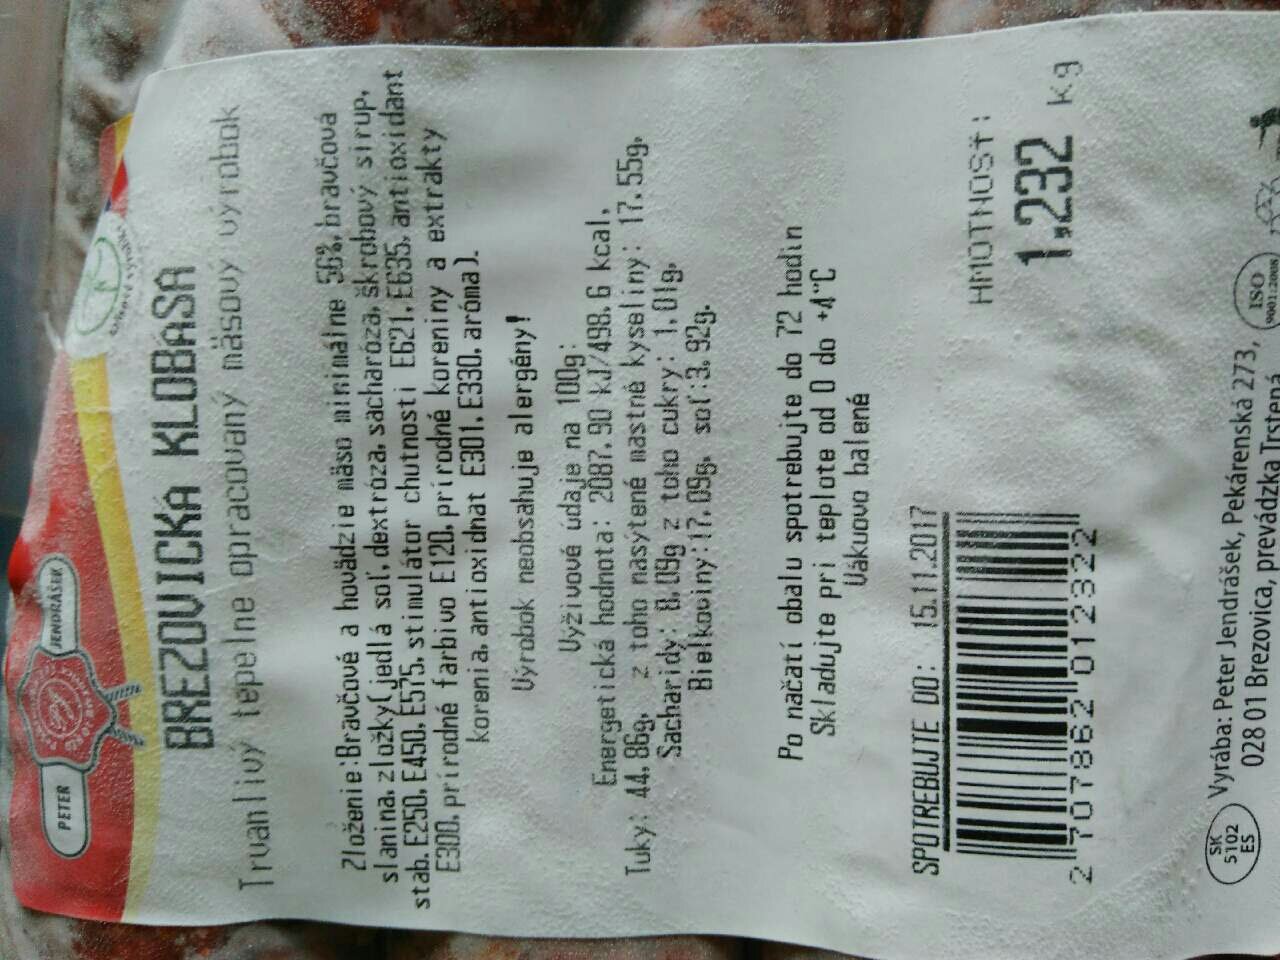 PETER JENDRÁŠEK
BREZOVICKÁ KLOBÁSA
Trvanlivý tepelne opracovaný mäsový výrobok
Zloženie:Bravčové a hovädzie mäso minimálne 56%, bravčová
slanina, zložky(jedlá soľ, dextróza, sacharóza, škrobový sirup,
stab. E250, E450, E575, stimulátor chutnosti E621, E635, antioxidant
E300, prírodné farbivo E120, prírodné koreniny a extrakty
korenia, antioxidnat E301, E330, aróma).
Výrobok neobsahuje alergény!
Vyživové údaje na 100g:
Energetická hodnota: 2087.90 kJ/498.6 kcal,
Tuky: 44.86g, z toho nasýtené mastné kyseliny: 17.55g,
Sacharidy: 8.09g z toho cukry: 1.01g,
Bielkoviny:17.09g, soľ:3.92g.
Po načatí obalu spotrebujte do 72 hodin
Skladujte pri teplote od 0 do +4°C
Vákuovo balené
SPOTREBUJTE DO: 15.11.2017
HMOTNOSŤ:
1,232 kg
2 707862 012322
SK
5102
ES
Vyrába: Peter Jendrášek, Pekárenská 273,
028 01 Brezovica, prevádzka Trstená
ISO
9001:2008